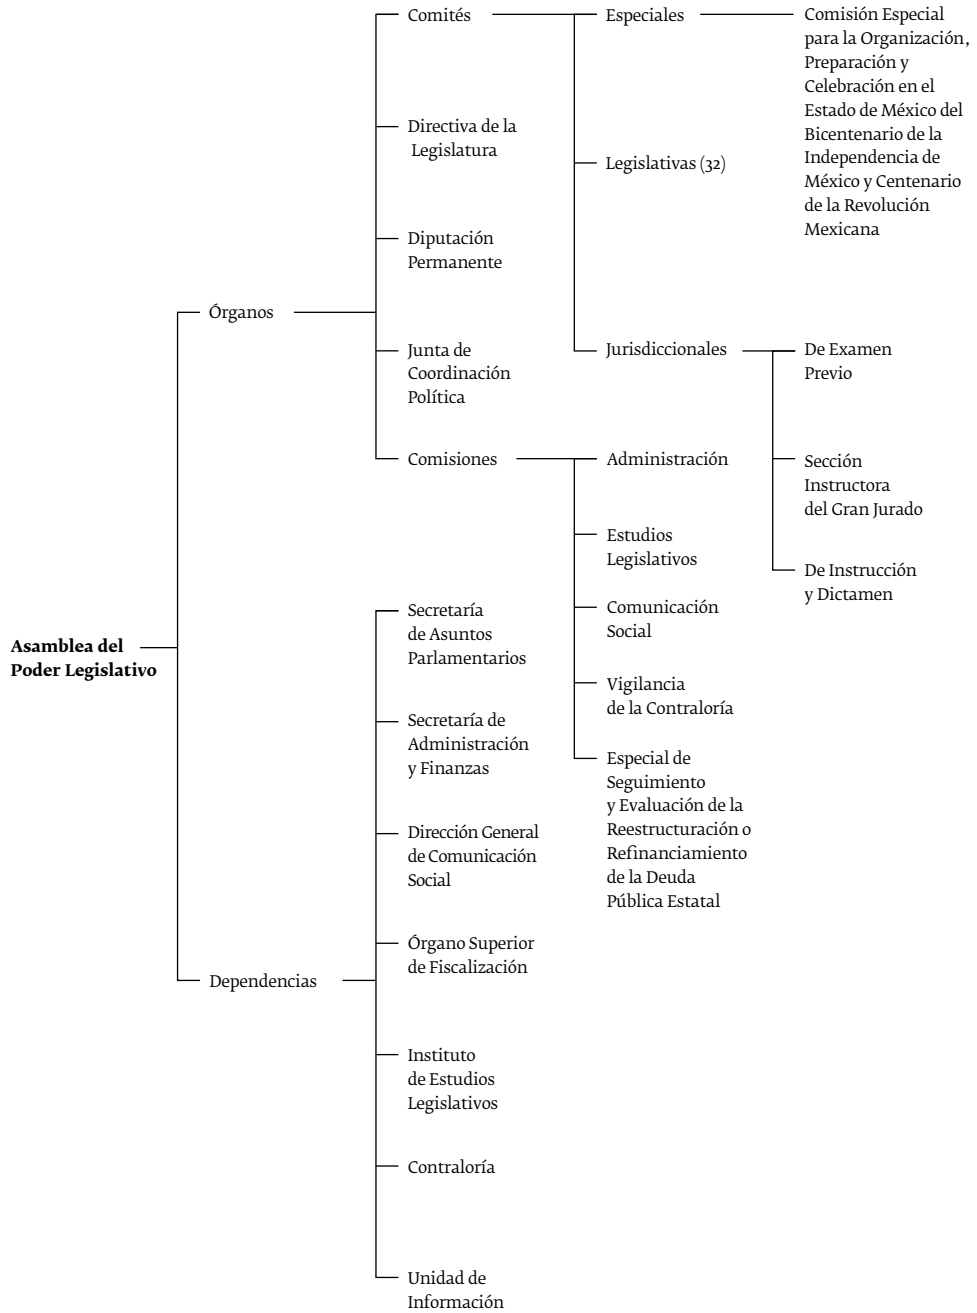 Asamblea del
Poder Legislativo
Órganos
Comités
Especiales
Comisión Especial
para la Organización,
Preparación y
Celebración en el
Estado de México del
Bicentenario de la
Independencia de
México y Centenario
de la Revolución
Mexicana
Legislativas (32)
Jurisdiccionales
De Examen
Previo
Sección
Instructora
del Gran Jurado
De Instrucción
y Dictamen
Directiva de la
Legislatura
Diputación
Permanente
Junta de
Coordinación
Política
Comisiones
Administración
Estudios
Legislativos
Comunicación
Social
Vigilancia
de la Contraloría
Especial de
Seguimiento
y Evaluación de la
Reestructuración o
Refinanciamiento
de la Deuda
Pública Estatal
Dependencias
Secretaría
de Asuntos
Parlamentarios
Secretaría de
Administración
y Finanzas
Dirección General
de Comunicación
Social
Órgano Superior
de Fiscalización
Instituto
de Estudios
Legislativos
Contraloría
Unidad de
Información